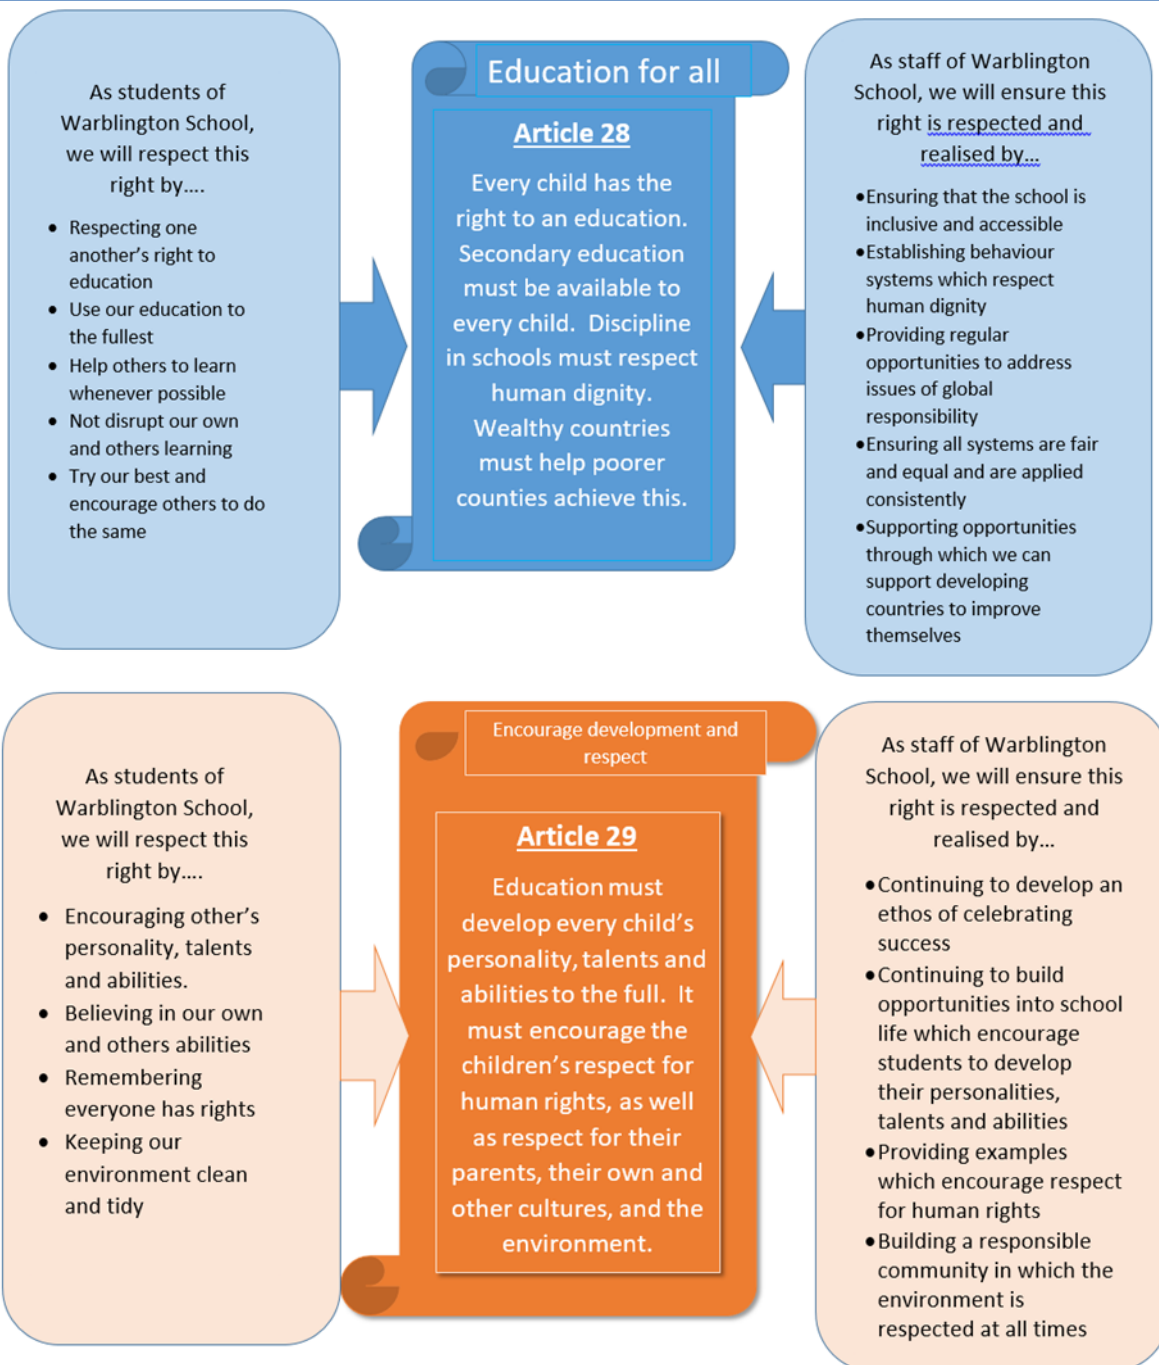 As students of
Warblington School,
we will respect this
right by....
• Respecting one
another's right to
education
• Use our education to
the fullest
• Help others to learn
whenever possible
• Not disrupt our own
and others learning
• Try our best and
encourage others to do
the same
Education for all
Article 28
Every child has the
right to an education.
Secondary education
must be available to
every child.  Discipline
in schools must respect
human dignity.
Wealthy countries
must help poorer
counties achieve this.
As staff of Warblington
School, we will ensure this
right is respected and
realised by...
•Ensuring that the school is
inclusive and accessible
•Establishing behaviour
systems which respect
human dignity
•Providing regular
opportunities to address
issues of global
responsibility
•Ensuring all systems are fair
and equal and are applied
consistently
•Supporting opportunities
through which we can
support developing
countries to improve
themselves
As students of
Warblington School,
we will respect this
right by....
• Encouraging other's
personality, talents
and abilities.
• Believing in our own
and others abilities
• Remembering
everyone has rights
• Keeping our
environment clean
and tidy
Encourage development and
respect
Article 29
Education must
develop every child's
personality, talents and
abilities to the full.  It
must encourage the
children's respect for
human rights, as well
as respect for their
parents, their own and
other cultures, and the
environment.
As staff of Warblington
School, we will ensure this
right is respected and
realised by...
•Continuing to develop an
ethos of celebrating
success
•Continuing to build
opportunities into school
life which encourage
students to develop
their personalities,
talents and abilities
•Providing examples
which encourage respect
for human rights
•Building a responsible
community in which the
environment is
respected at all times